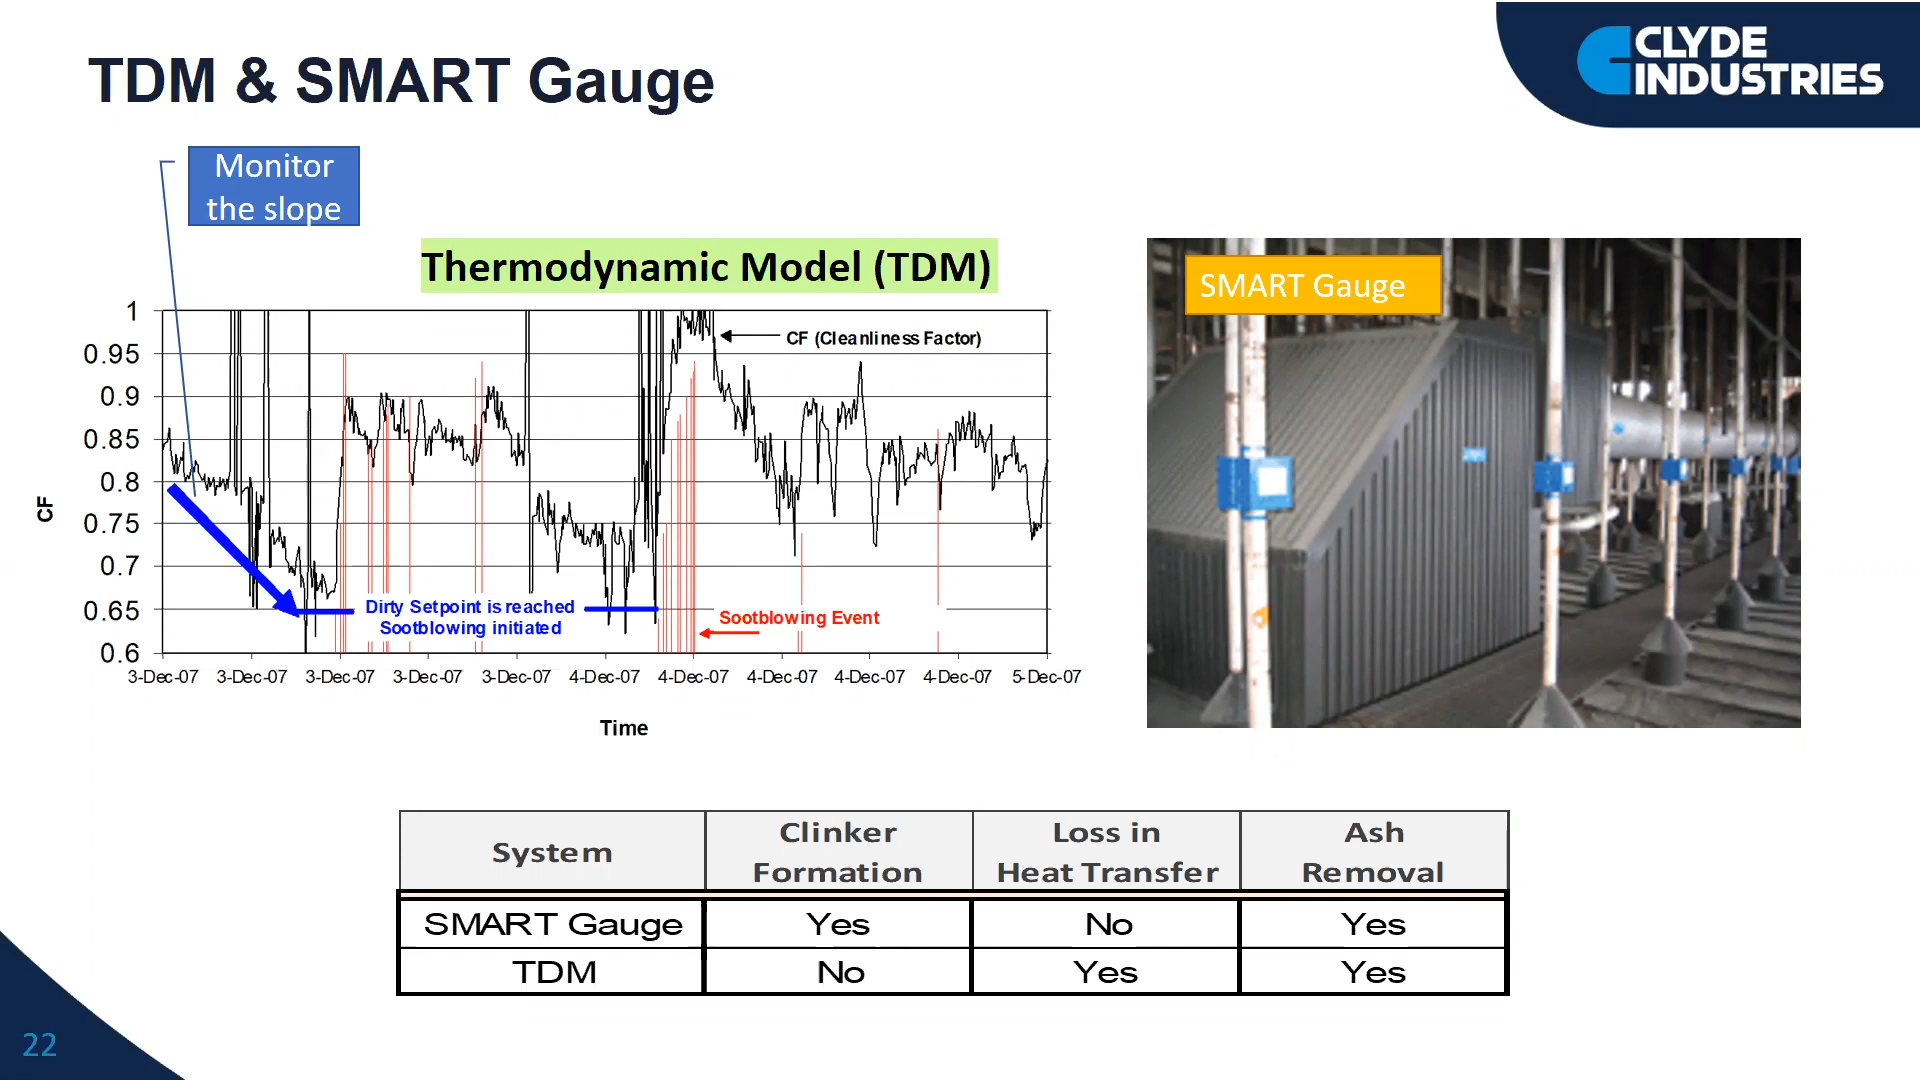 TDM & SMART Gauge
CLYDE
INDUSTRIES
Monitor
the slope
Thermodynamic Model (TDM)
SMART Gauge
1
0.95
0.9
0.85
0.8
0.75
0.7
0.65
0.6
CF
CF (Cleanliness Factor)
Dirty Setpoint is reached
Sootblowing initiated
Sootblowing Event
3-Dec-07 3-Dec-07 3-Dec-07 3-Dec-07 3-Dec-07 4-Dec-07 4-Dec-07 4-Dec-07 4-Dec-07 4-Dec-07 5-Dec-07
Time
System
Clinker
Formation
Loss in
Heat Transfer
Ash
Removal
SMART Gauge Yes No Yes
TDM No Yes Yes
22